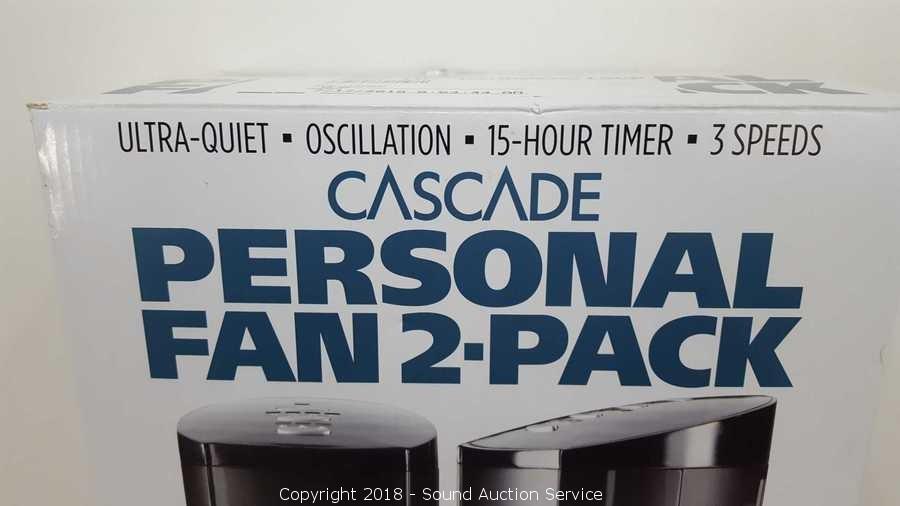 ULTRA-QUIET ▪ OSCILLATION ▪ 15-HOUR TIMER ▪ 3 SPEEDS
CASCADE
PERSONAL
FAN 2-PACK
Copyright 2018 - Sound Auction Service